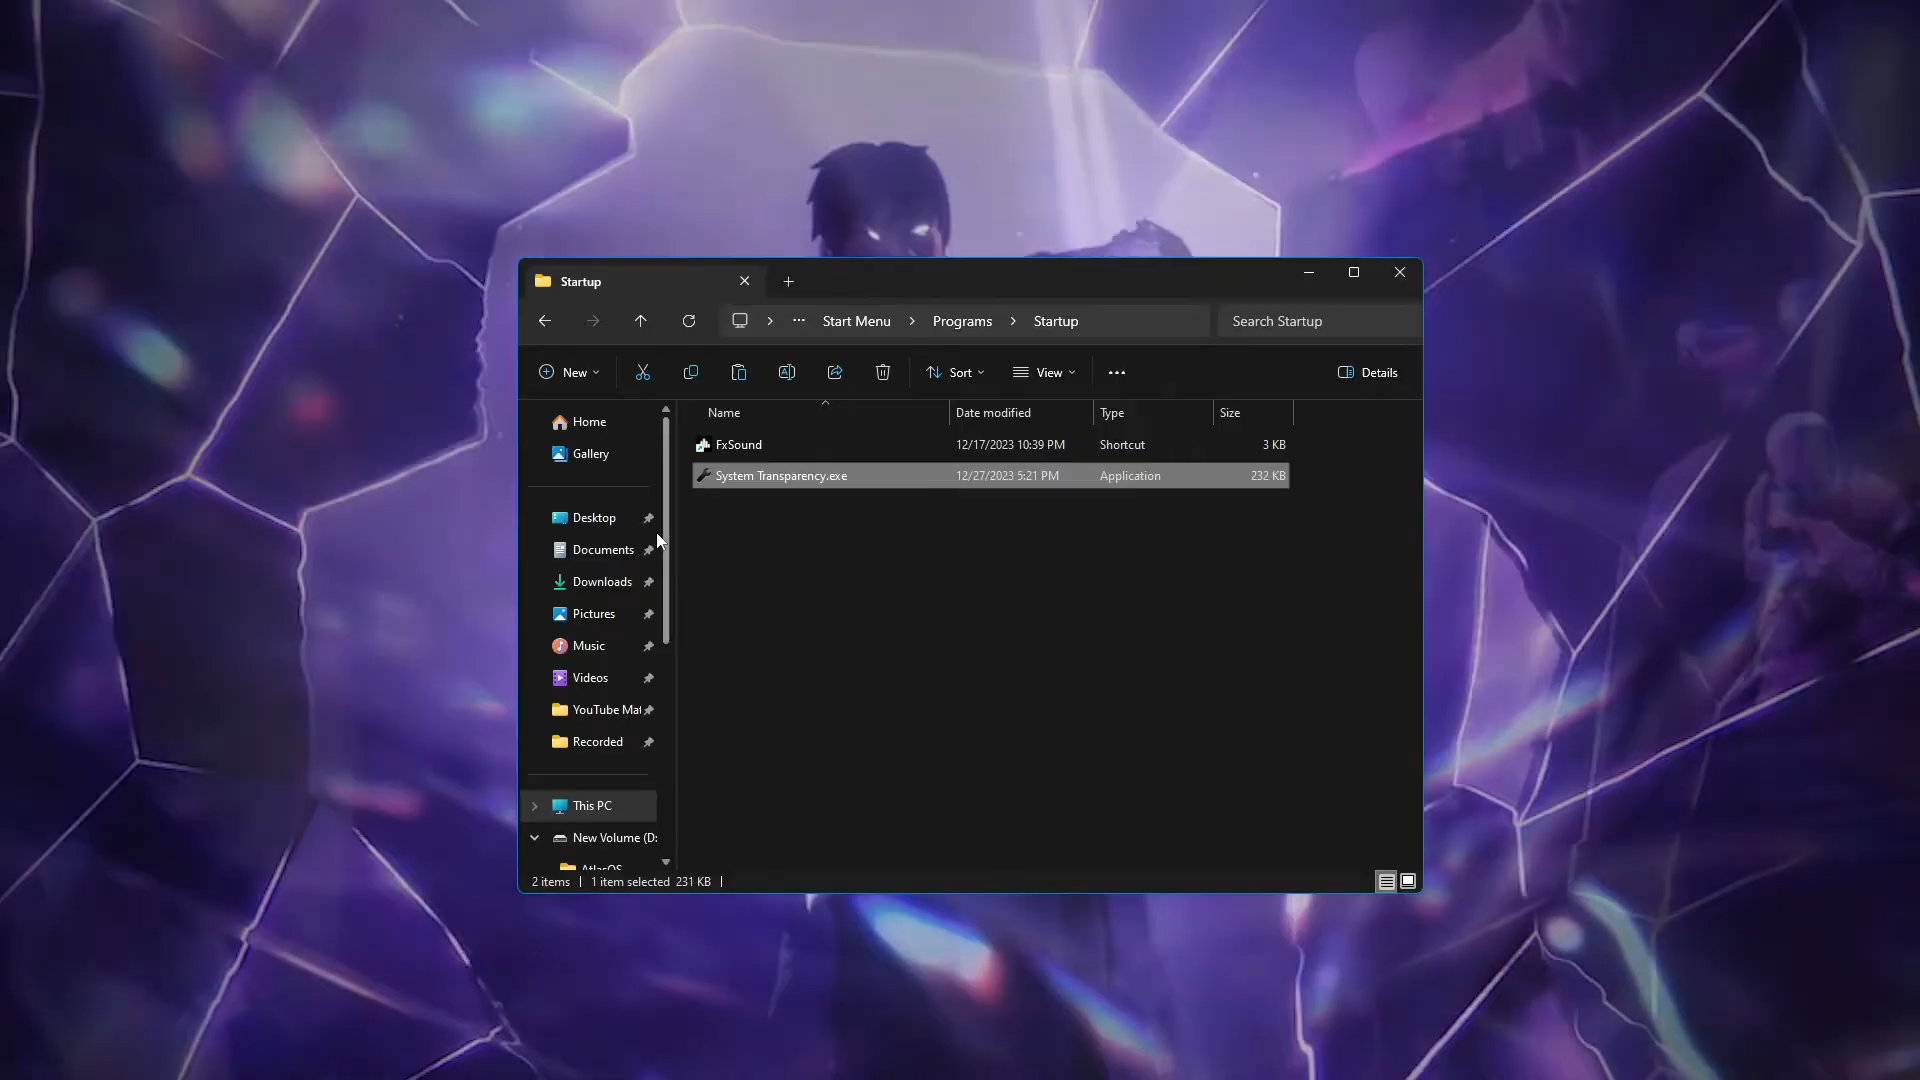 Startup
Start Menu
Programs
Startup
Search Startup
New
Sort
View
Details
Name
Date modified
Type
Size
Home
Gallery
Desktop
Documents
Downloads
Pictures
Music
Videos
YouTube Mat
Recorded
This PC
New Volume (D:
AtlasOS
FxSound 12/17/2023 10:39 PM Shortcut 3 KB
System Transparency.exe 12/27/2023 5:21 PM Application 232 KB
2 items 1 item selected 231 KB